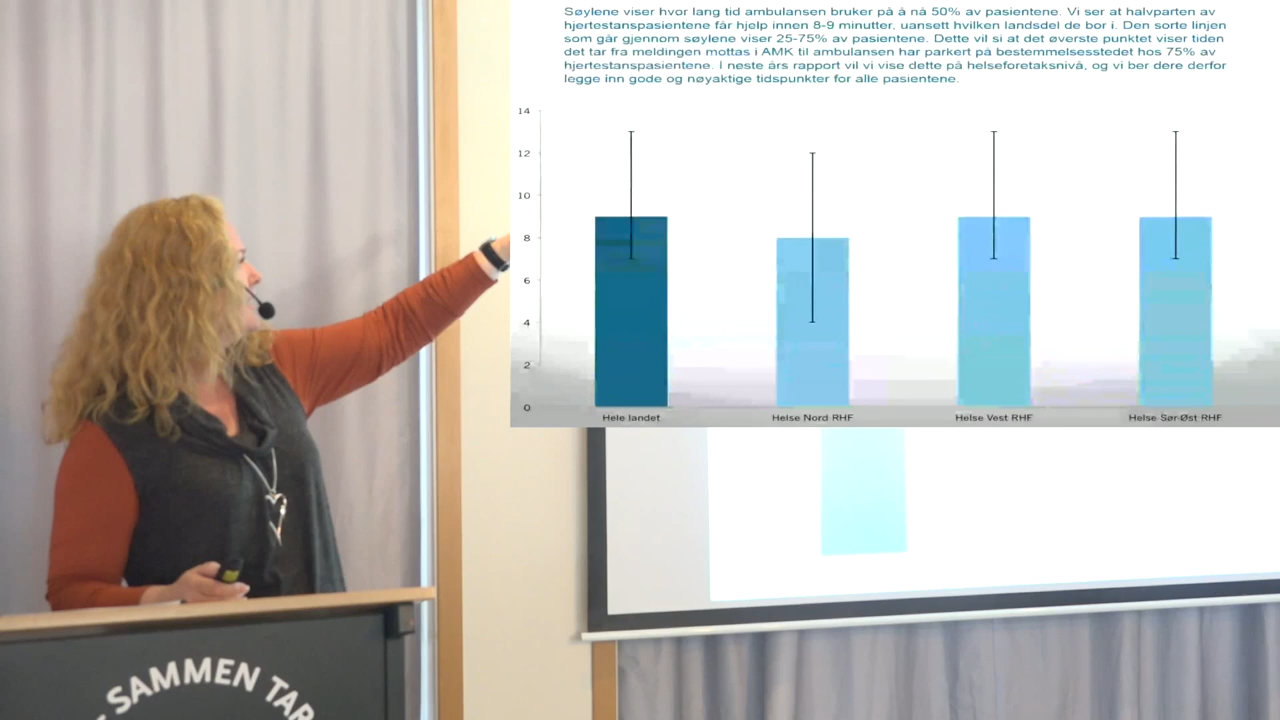 Søylene viser hvor lang tid ambulansen bruker på å nå 50% av pasientene. Vi ser at halvparten av
hjertestanspasientene får hjelp innen 8-9 minutter, uansett hvilken landsdel de bor i. Den sorte linjen
som går gjennom søylene viser 25-75% av pasientene. Dette vil si at det øverste punktet viser tiden
det tar fra meldingen mottas i AMK til ambulansen har parkert på bestemmelsesstedet hos 75% av
hjertestanspasientene. I neste års rapport vil vi vise dette på helseforetaksnivå, og vi ber dere derfor
legge inn gode og nøyaktige tidspunkter for alle pasientene.
14
12
10
8
6
4
2
0
Hele landet Helse Nord RHF Helse Vest RHF Helse Sør-Øst RHF
SAMMEN TAR